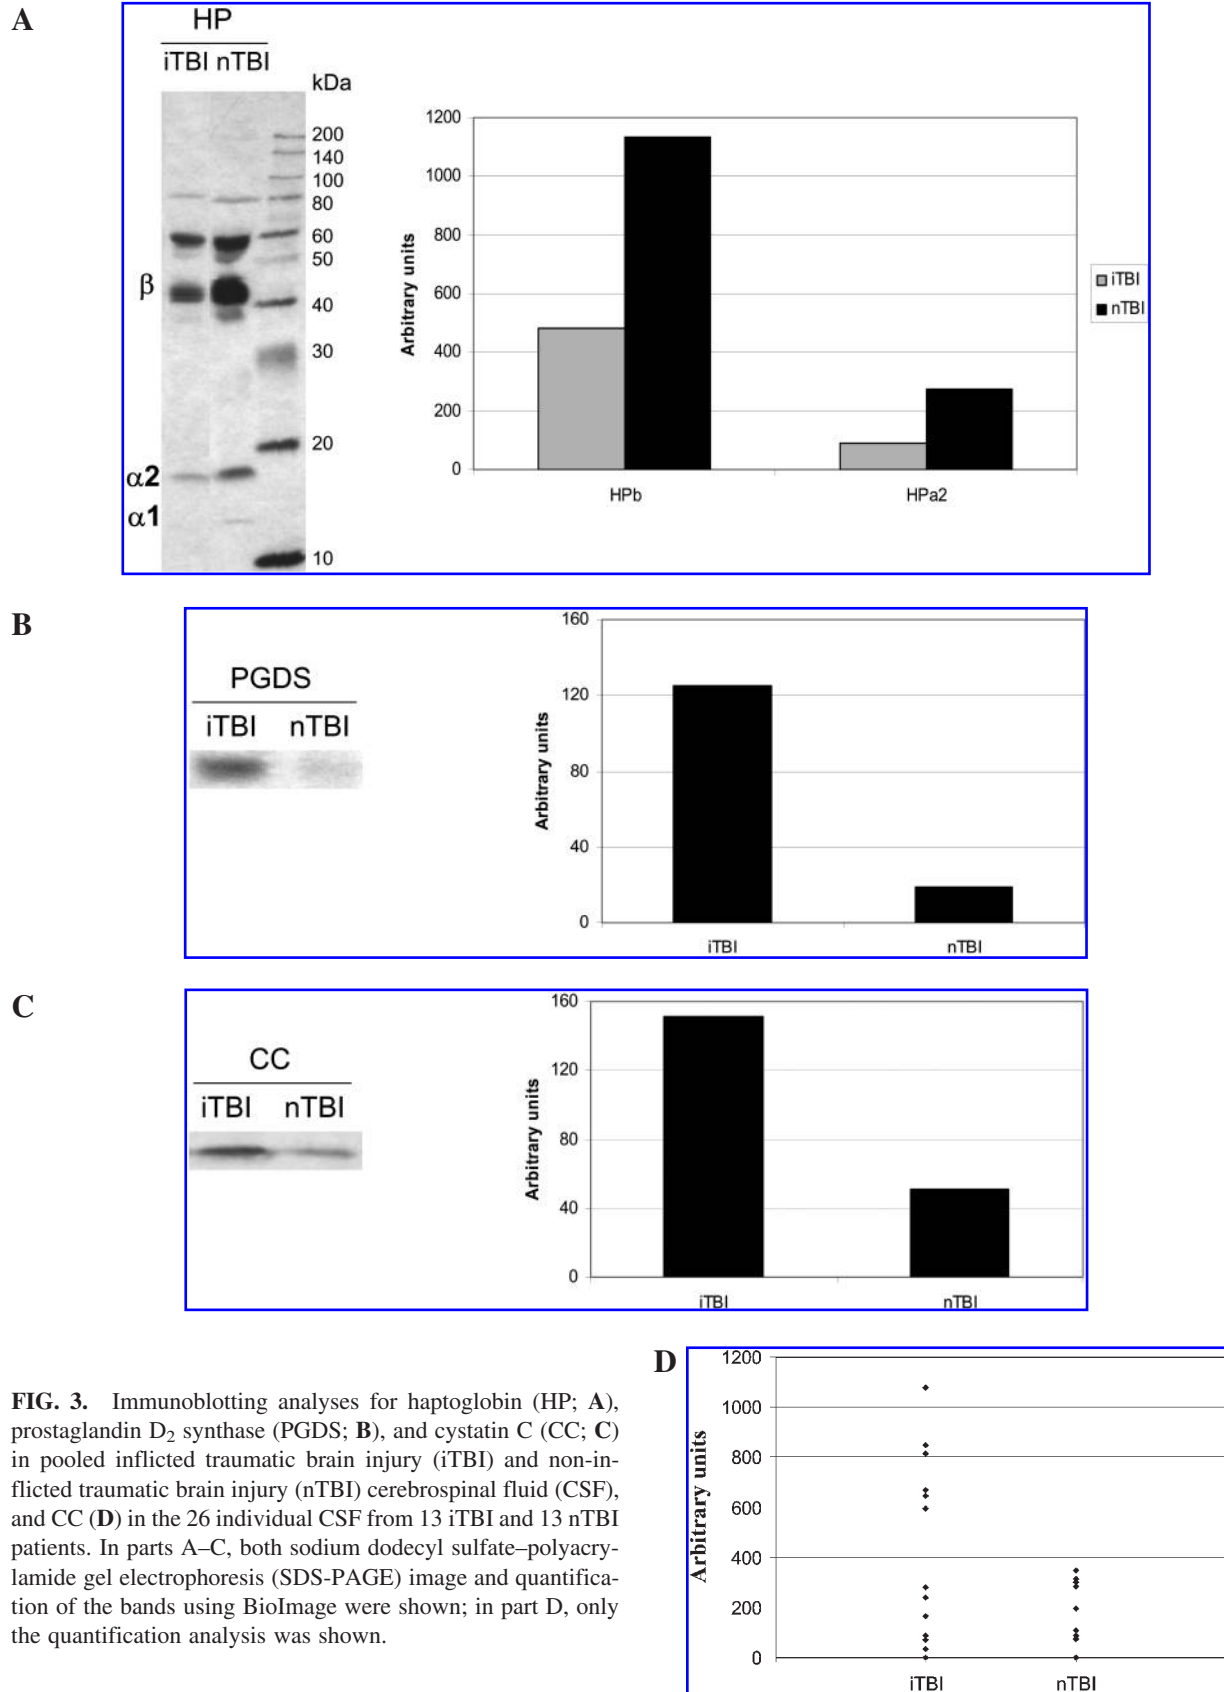 A
HP
iTBI nTBI
kDa
200
140
100
80
60
50
40
30
20
10
β
α2
α1
1200
1000
800
600
400
200
0
Arbitrary units
HPb
HPa2
iTBI
nTBI
B
PGDS
iTBI nTBI
160
120
80
40
0
Arbitrary units
iTBI
nTBI
C
CC
iTBI nTBI
160
120
80
40
0
Arbitrary units
iTBI
nTBI
D
1200
1000
800
600
400
200
0
Arbitrary units
iTBI
nTBI
FIG. 3. Immunoblotting analyses for haptoglobin (HP; A),
prostaglandin D₂ synthase (PGDS; B), and cystatin C (CC; C)
in pooled inflicted traumatic brain injury (iTBI) and non-in-
flicted traumatic brain injury (nTBI) cerebrospinal fluid (CSF),
and CC (D) in the 26 individual CSF from 13 iTBI and 13 nTBI
patients. In parts A–C, both sodium dodecyl sulfate–polyacry-
lamide gel electrophoresis (SDS-PAGE) image and quantifica-
tion of the bands using BioImage were shown; in part D, only
the quantification analysis was shown.